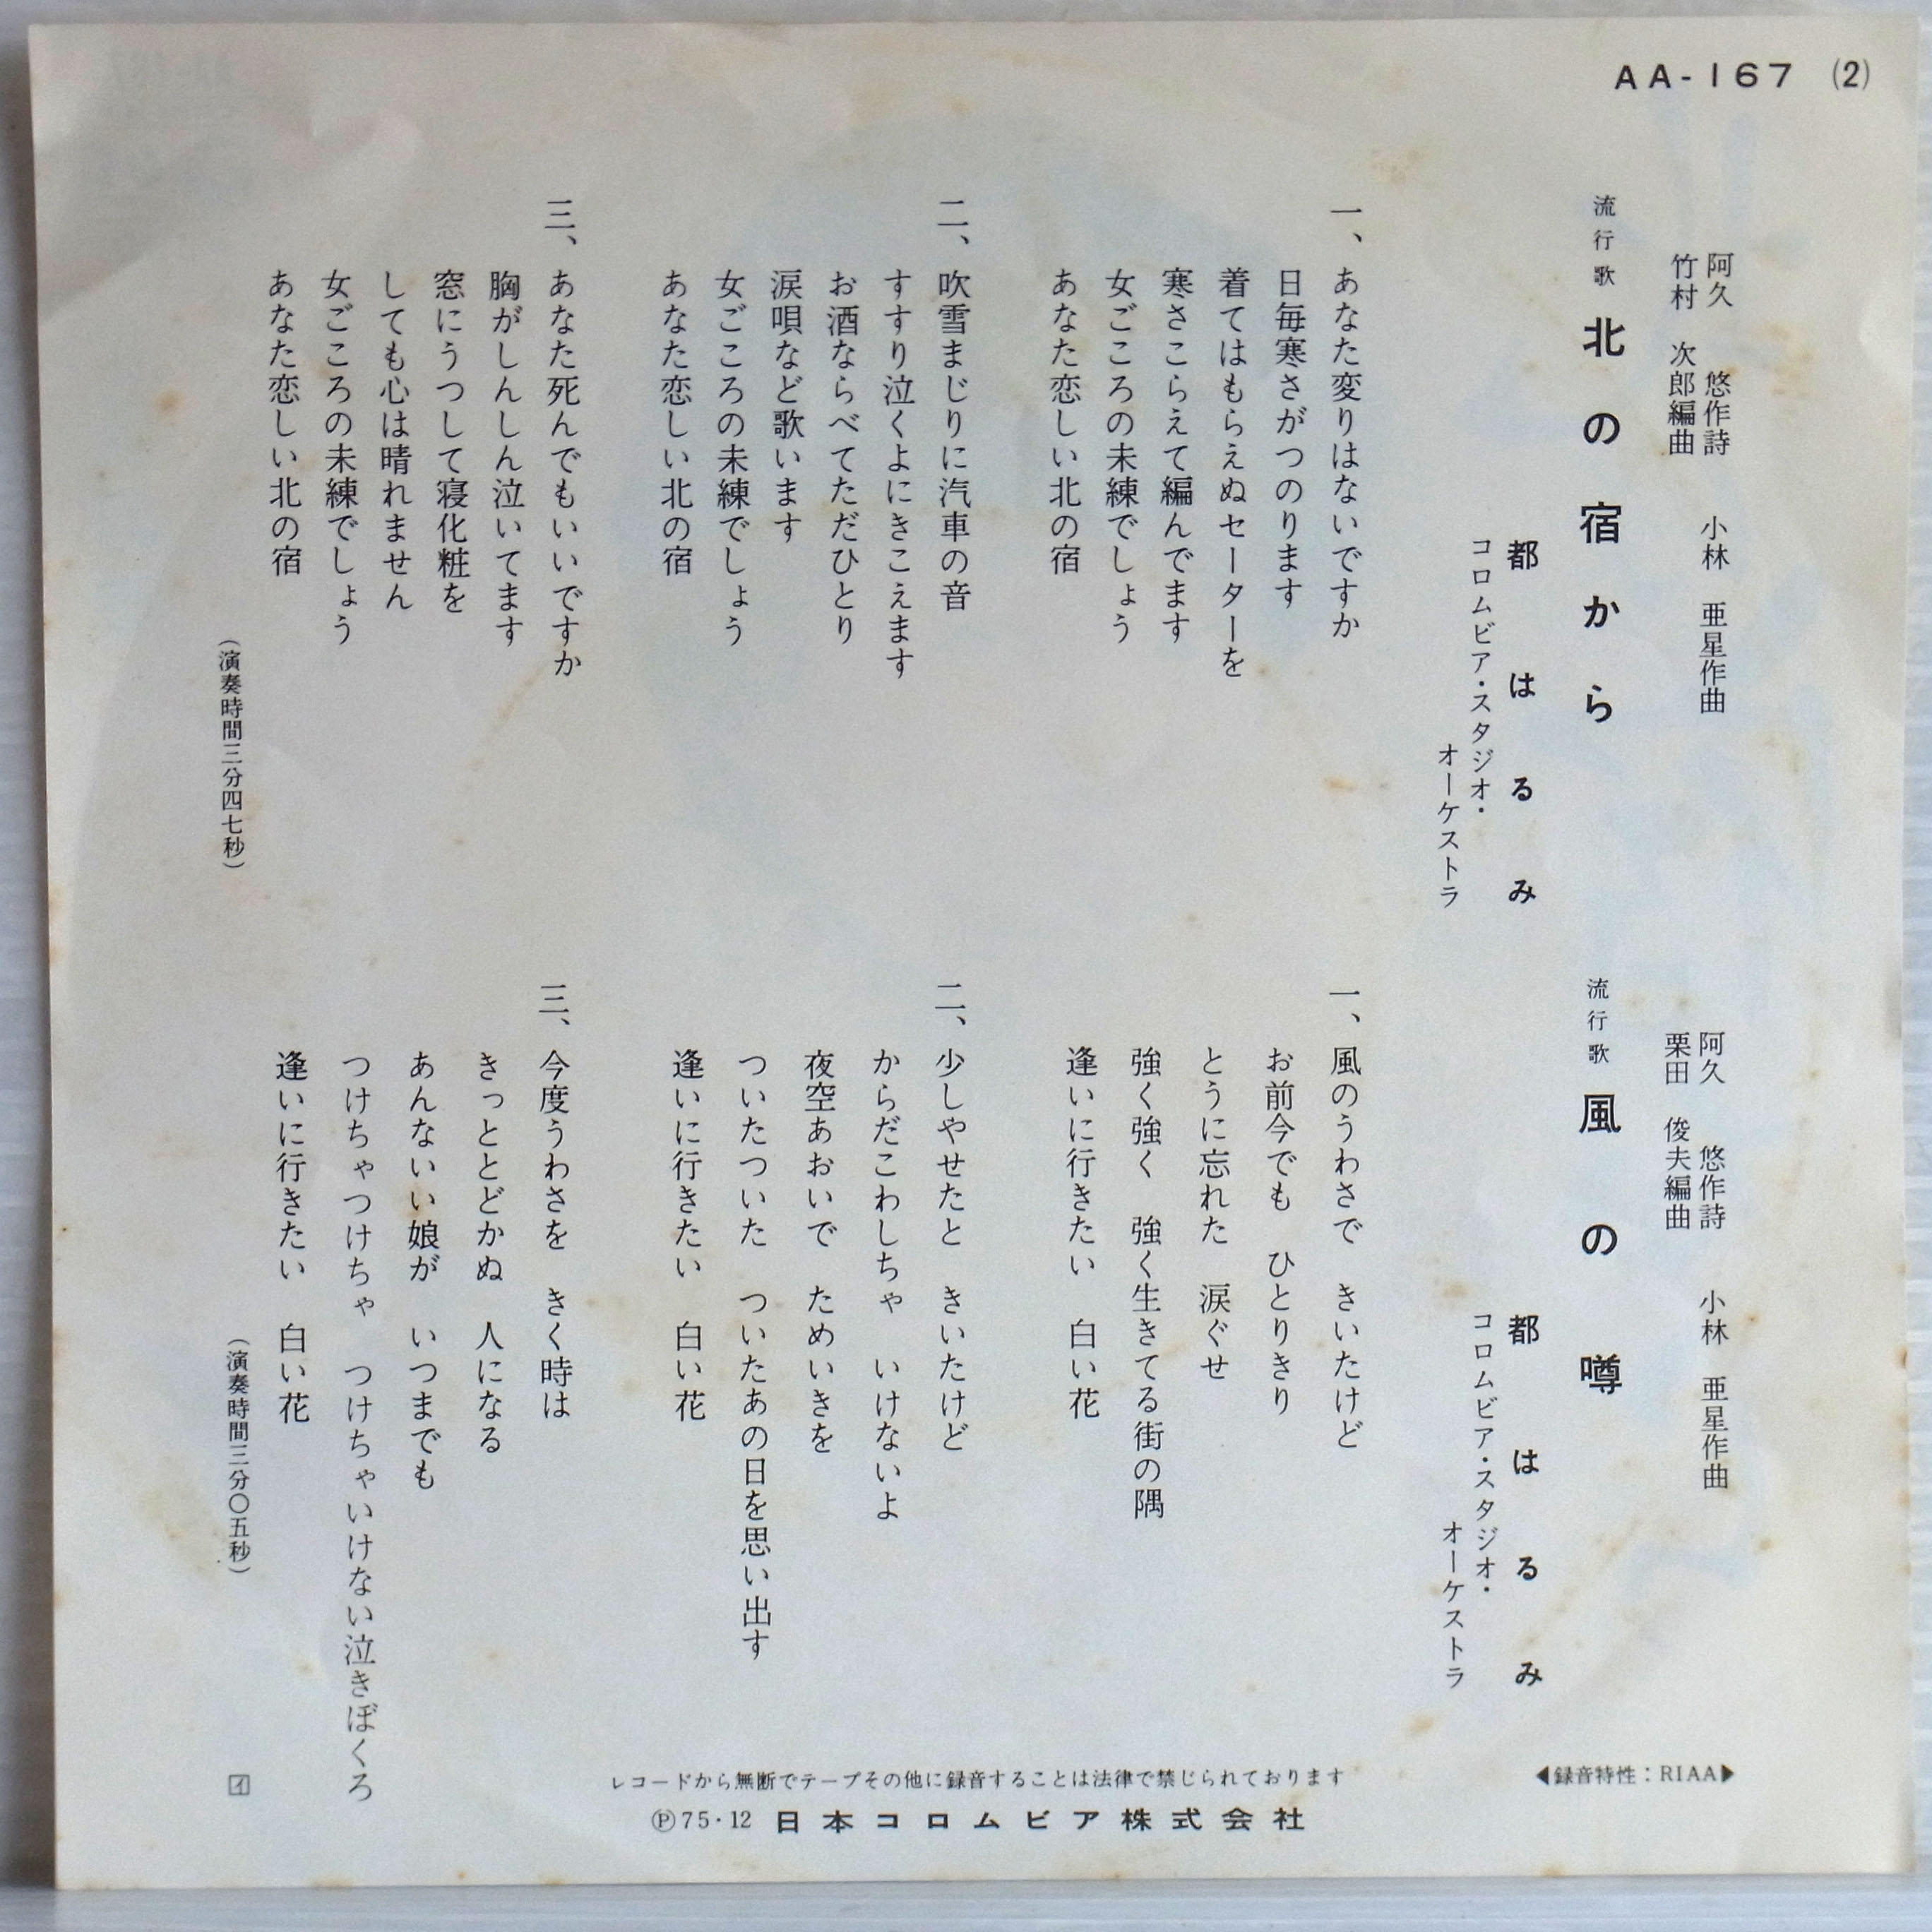 AA-167 (2)
阿久 悠作詩 小林 亜星作曲
竹村 次郎編曲
流行歌 北の宿から
都はるみ
コロムビア・スタジオ・
オーケストラ
一、あなた変りはないですか
日毎寒さがつのります
着てはもらえぬセーターを
寒さこらえて編んでます
女ごころの未練でしょう
あなた恋しい北の宿
二、吹雪まじりに汽車の音
すすり泣くよにきこえます
お酒ならべてただひとり
涙唄など歌います
女ごころの未練でしょう
あなた恋しい北の宿
三、あなた死んでもいいですか
胸がしんしん泣いてます
窓にうつして寝化粧を
しても心は晴れません
女ごころの未練でしょう
あなた恋しい北の宿
（演奏時間三分四七秒）
阿久 悠作詩 小林 亜星作曲
栗田 俊夫編曲
流行歌 風の噂
都はるみ
コロムビア・スタジオ・
オーケストラ
一、風のうわさで きいたけど
お前今でも ひとりきり
とうに忘れた 涙ぐせ
強く強く 強く生きてる街の隅
逢いに行きたい 白い花
二、少しやせたと きいたけど
からだこわしちゃ いけないよ
夜空あおいで ためいきを
ついたついた ついたあの日を思い出す
逢いに行きたい 白い花
三、今度うわさを きく時は
きっととどかぬ 人になる
あんないい娘が いつまでも
つけちゃつけちゃ つけちゃいけない泣きぼくろ
逢いに行きたい 白い花
（演奏時間三分〇五秒）
◀録音特性：RIAA▶
レコードから無断でテープその他に録音することは法律で禁じられております
Ⓟ75・12 日本コロムビア株式会社
イ